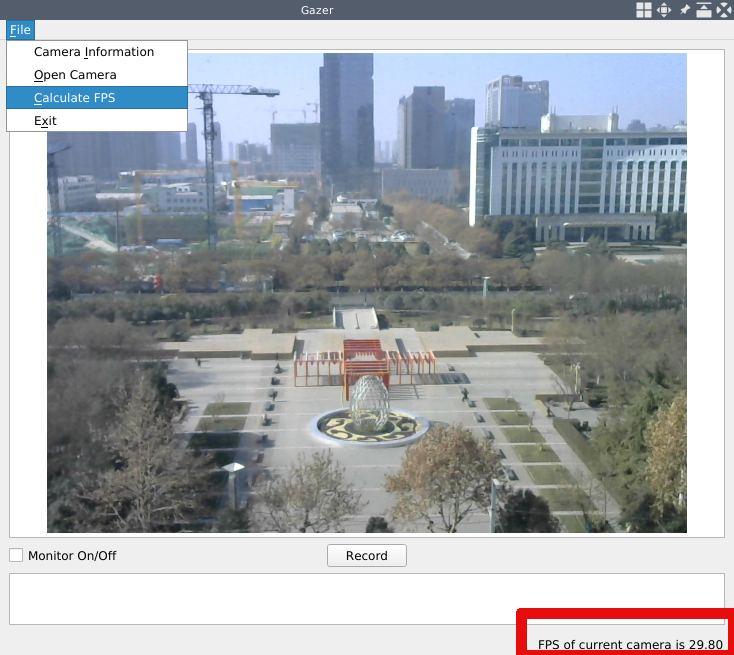 Gazer
File
Camera Information
Open Camera
Calculate FPS
Exit
Monitor On/Off
Record
FPS of current camera is 29.80